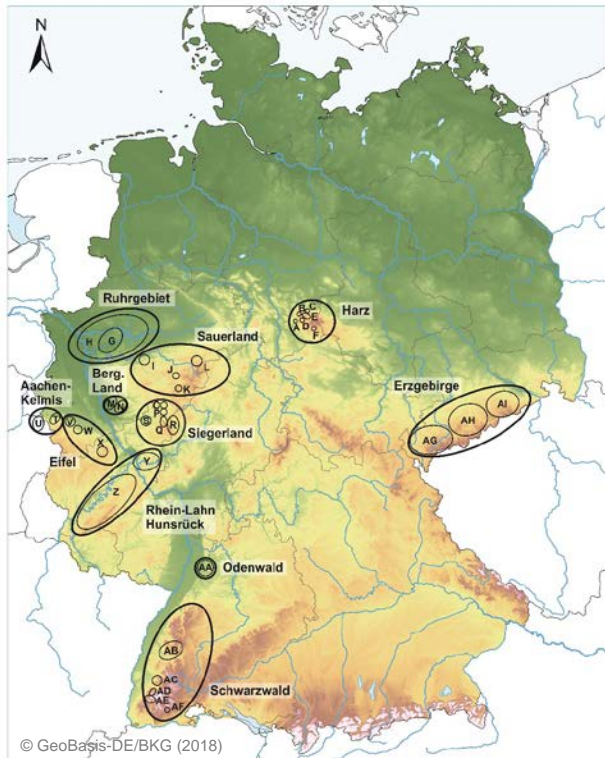 N
Ruhrgebiet
H
G
Sauerland
I
J
L
K
B
C
E
A
D
F
Harz
Berg.
Land
Aachen-
Kelmis
U
T
V
W
X
Eifel
S
Q
R
Siegerland
Erzgebirge
AG
AH
AI
Y
Z
Rhein-Lahn
Hunsrück
AA
Odenwald
AB
AC
AD
AE
AF
Schwarzwald
© GeoBasis-DE/BKG (2018)